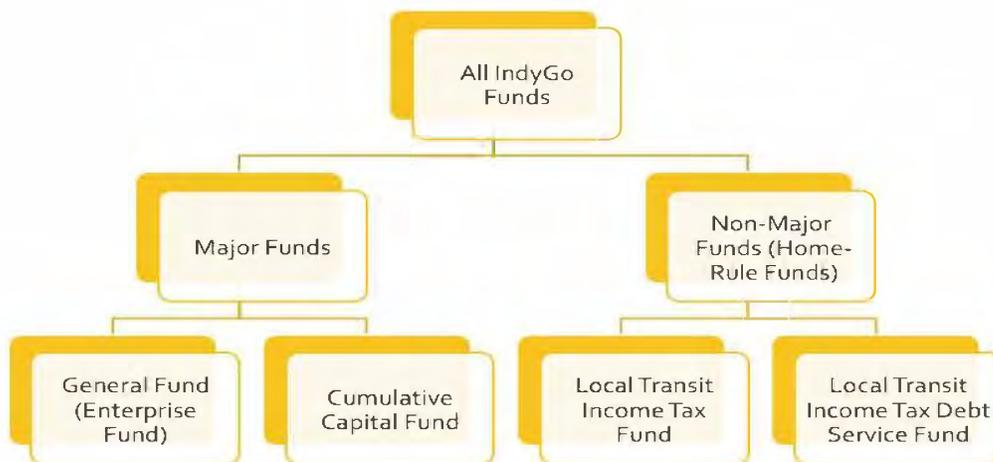 All IndyGo
Funds
Major Funds
Non-Major
Funds (Home-
Rule Funds)
General Fund
(Enterprise
Fund)
Cumulative
Capital Fund
Local Transit
Income Tax
Fund
Local Transit
Income Tax Debt
Service Fund